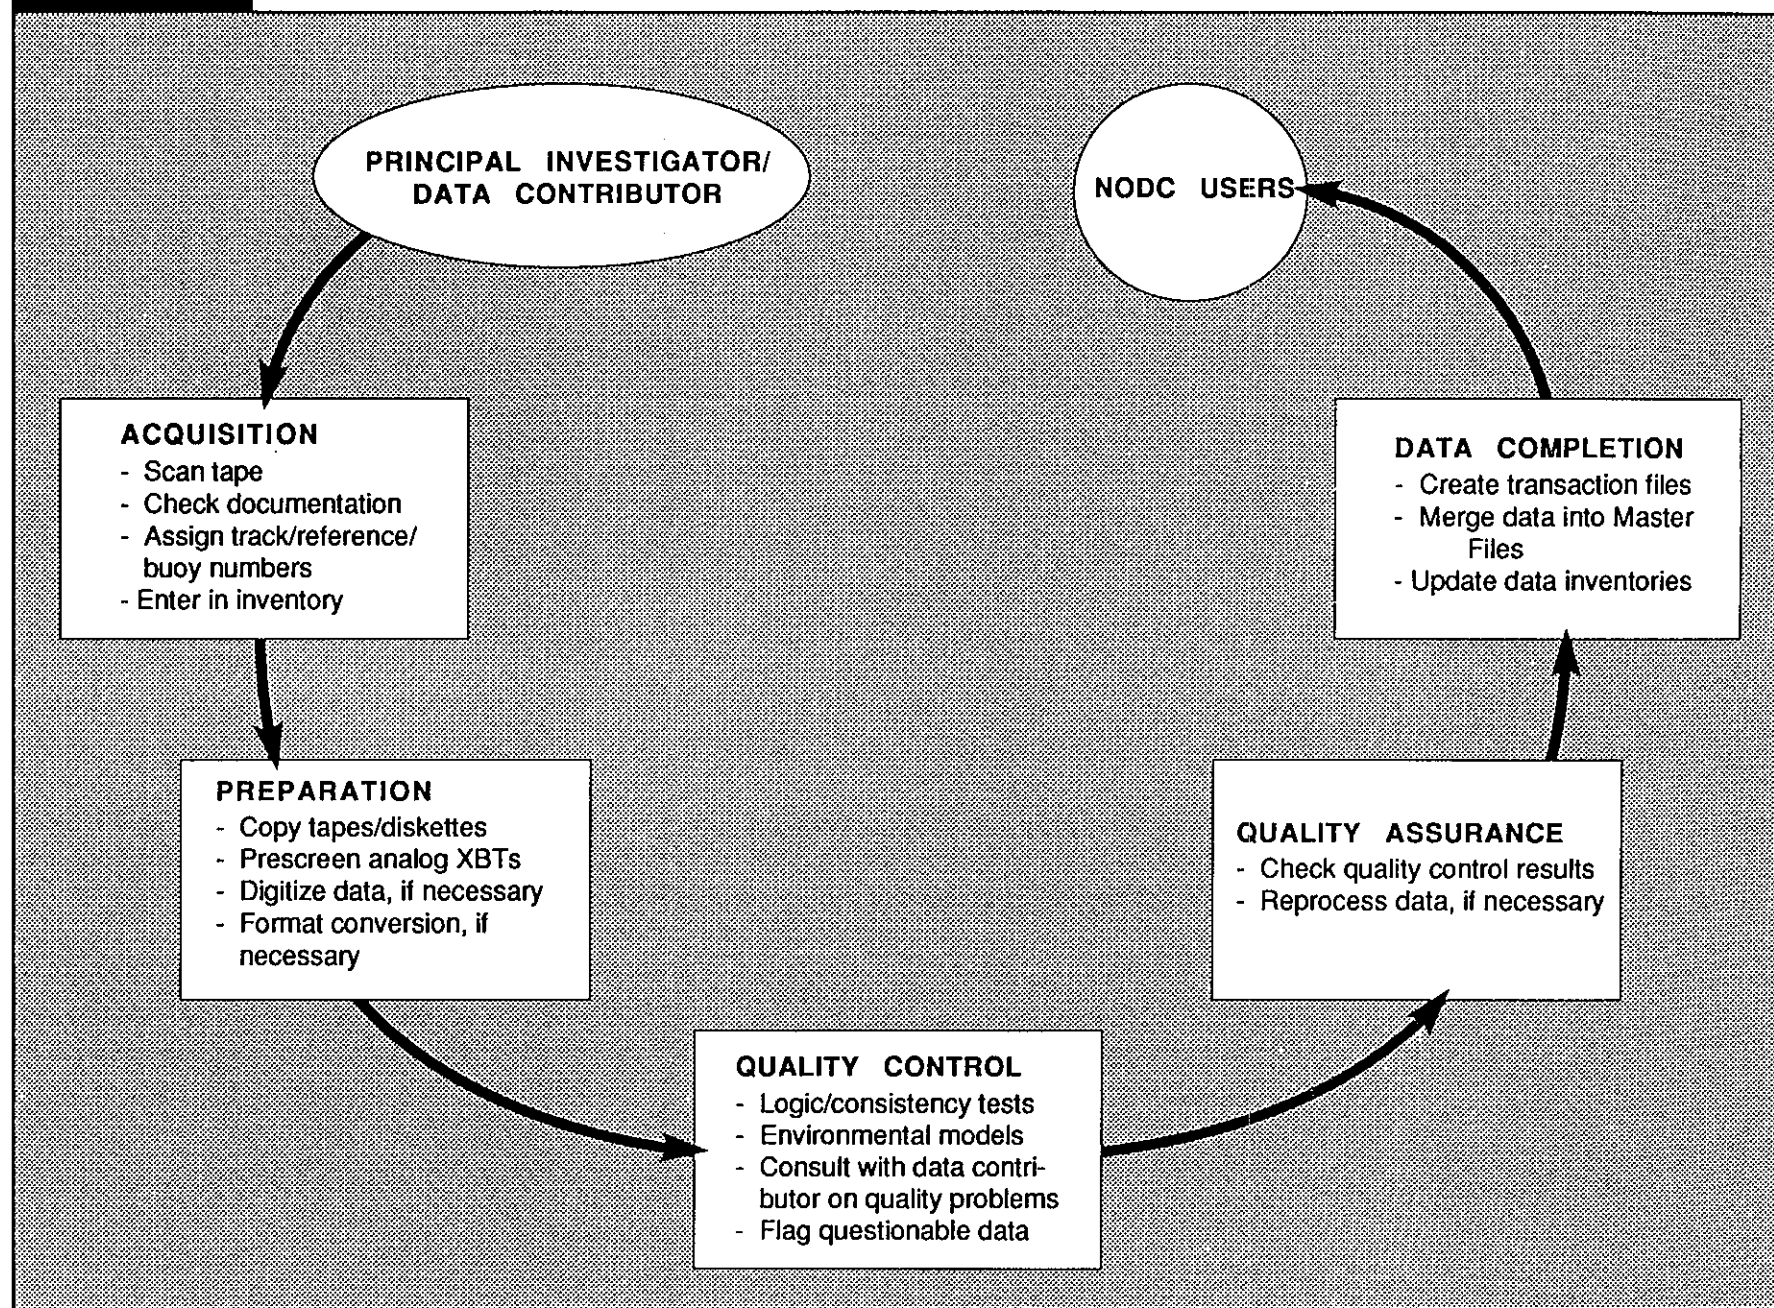 PRINCIPAL INVESTIGATOR/
DATA CONTRIBUTOR
NODC USERS
ACQUISITION
- Scan tape
- Check documentation
- Assign track/reference/
buoy numbers
- Enter in inventory
PREPARATION
- Copy tapes/diskettes
- Prescreen analog XBTs
- Digitize data, if necessary
- Format conversion, if
necessary
QUALITY CONTROL
- Logic/consistency tests
- Environmental models
- Consult with data contri-
butor on quality problems
- Flag questionable data
QUALITY ASSURANCE
- Check quality control results
- Reprocess data, if necessary
DATA COMPLETION
- Create transaction files
- Merge data into Master
Files
- Update data inventories